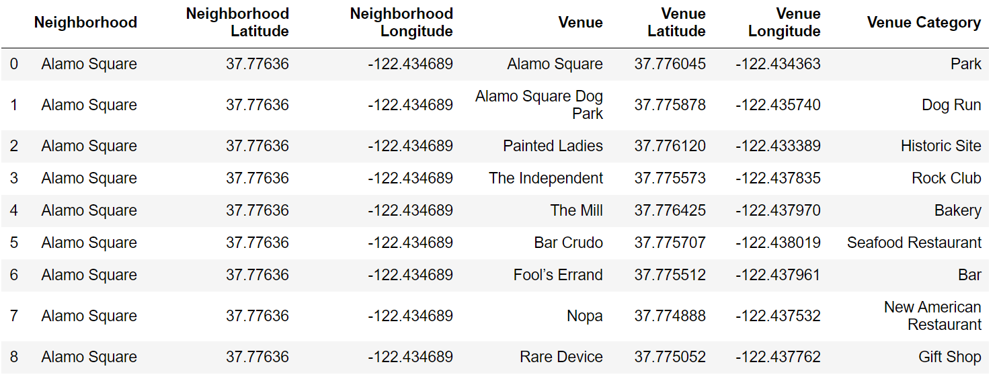 Neighborhood Neighborhood Latitude Neighborhood Longitude Venue Venue Latitude Venue Longitude Venue Category
0 Alamo Square 37.77636 -122.434689 Alamo Square 37.776045 -122.434363 Park
1 Alamo Square 37.77636 -122.434689 Alamo Square Dog Park 37.775878 -122.435740 Dog Run
2 Alamo Square 37.77636 -122.434689 Painted Ladies 37.776120 -122.433389 Historic Site
3 Alamo Square 37.77636 -122.434689 The Independent 37.775573 -122.437835 Rock Club
4 Alamo Square 37.77636 -122.434689 The Mill 37.776425 -122.437970 Bakery
5 Alamo Square 37.77636 -122.434689 Bar Crudo 37.775707 -122.438019 Seafood Restaurant
6 Alamo Square 37.77636 -122.434689 Fool’s Errand 37.775512 -122.437961 Bar
7 Alamo Square 37.77636 -122.434689 Nopa 37.774888 -122.437532 New American Restaurant
8 Alamo Square 37.77636 -122.434689 Rare Device 37.775052 -122.437762 Gift Shop